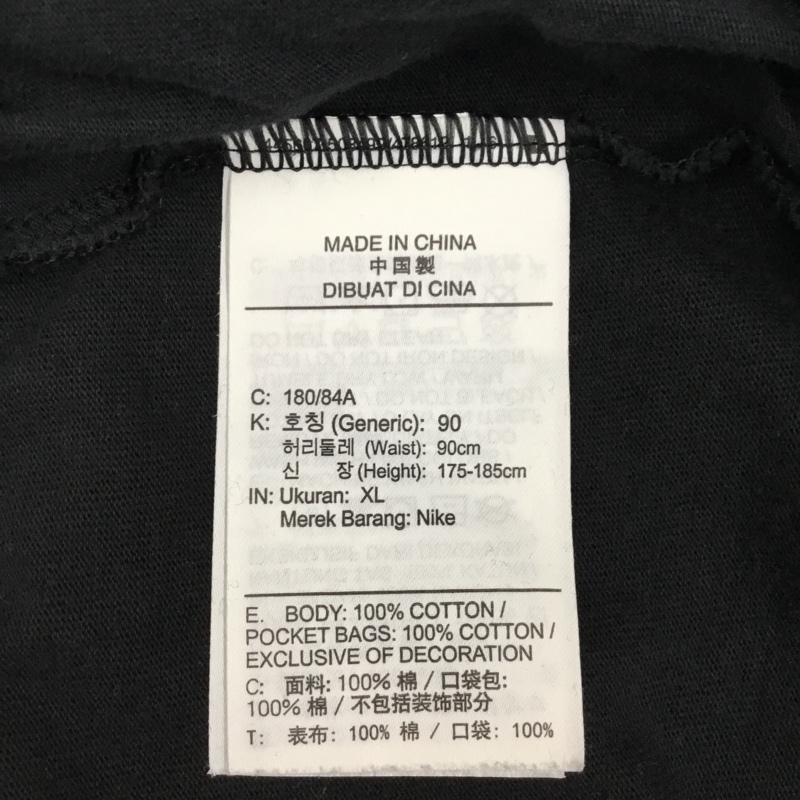 MADE IN CHINA
中国製
DIBUAT DI CINA
C: 180/84A
K: 호칭 (Generic): 90
허리둘레 (Waist): 90cm
신 장 (Height): 175-185cm
IN: Ukuran: XL
Merek Barang: Nike
E. BODY: 100% COTTON /
POCKET BAGS: 100% COTTON /
EXCLUSIVE OF DECORATION
C: 面料: 100% 棉 / 口袋包:
100% 棉 / 不包括装饰部分
T: 表布: 100% 棉 / 口袋: 100%